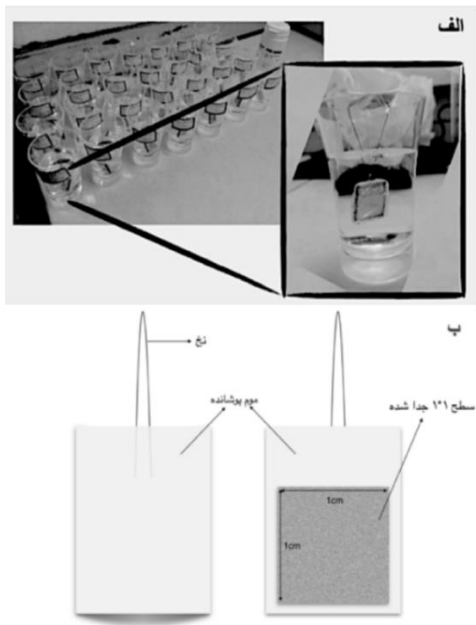 الف
ب
نخ
موم پوشانده
سطح ۱*۱ جدا شده
1cm
1cm